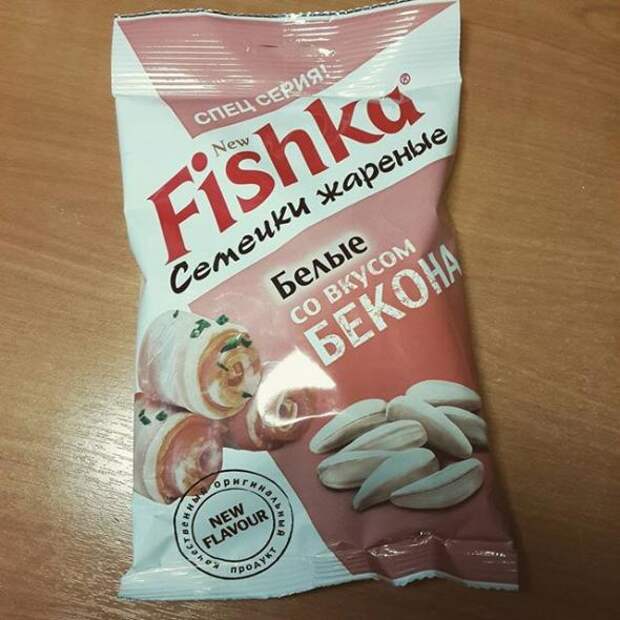 СПЕЦ СЕРИЯ!
New
Fishka®
Семечки жареные
Белые
СО ВКУСОМ
БЕКОНА
качественный оригинальный продукт
NEW
FLAVOUR